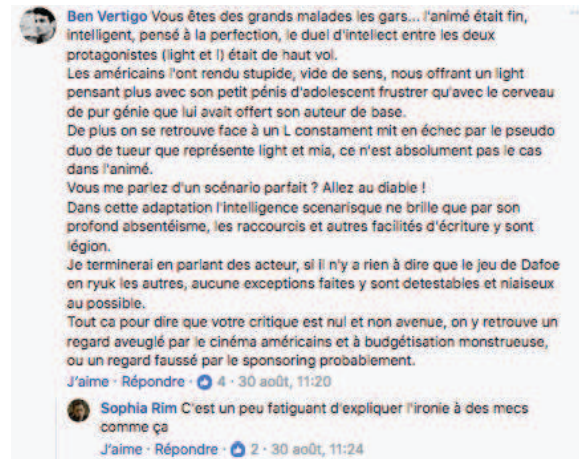 Ben Vertigo Vous êtes des grands malades les gars... l'animé était fin,
intelligent, pensé à la perfection, le duel d'intellect entre les deux
protagonistes (light et l) était de haut vol.
Les américains l'ont rendu stupide, vide de sens, nous offrant un light
pensant plus avec son petit pénis d'adolescent frustrer qu'avec le cerveau
de pur génie que lui avait offert son auteur de base.
De plus on se retrouve face à un L constament mit en échec par le pseudo
duo de tueur que représente light et mia, ce n'est absolument pas le cas
dans l'animé.
Vous me parlez d'un scénario parfait ? Allez au diable !
Dans cette adaptation l'intelligence scenarisque ne brille que par son
profond absentéisme, les raccourcis et autres facilités d'écriture y sont
légion.
Je terminerai en parlant des acteur, si il n'y a rien à dire que le jeu de Dafoe
en ryuk les autres, aucune exceptions faites y sont detestables et niaiseux
au possible.
Tout ca pour dire que votre critique est nul et non avenue, on y retrouve un
regard aveuglé par le cinéma américains et à budgétisation monstrueuse,
ou un regard faussé par le sponsoring probablement.
J'aime · Répondre · 4 · 30 août, 11:20
Sophia Rim C'est un peu fatiguant d'expliquer l'ironie à des mecs
comme ça
J'aime · Répondre · 2 · 30 août, 11:24